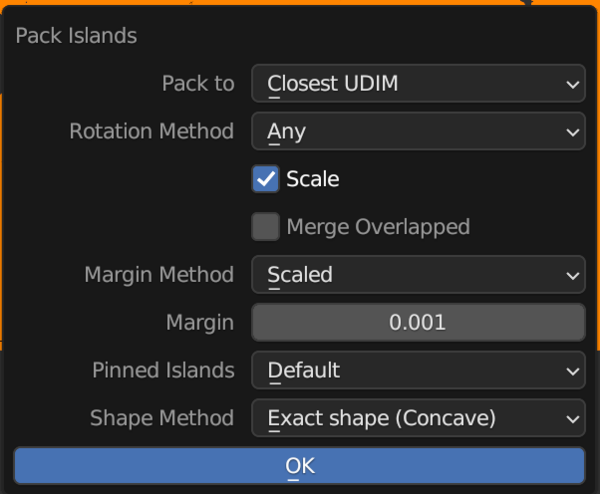 Pack Islands
Pack to Closest UDIM
Rotation Method Any
Scale
Merge Overlapped
Margin Method Scaled
Margin 0.001
Pinned Islands Default
Shape Method Exact shape (Concave)
OK